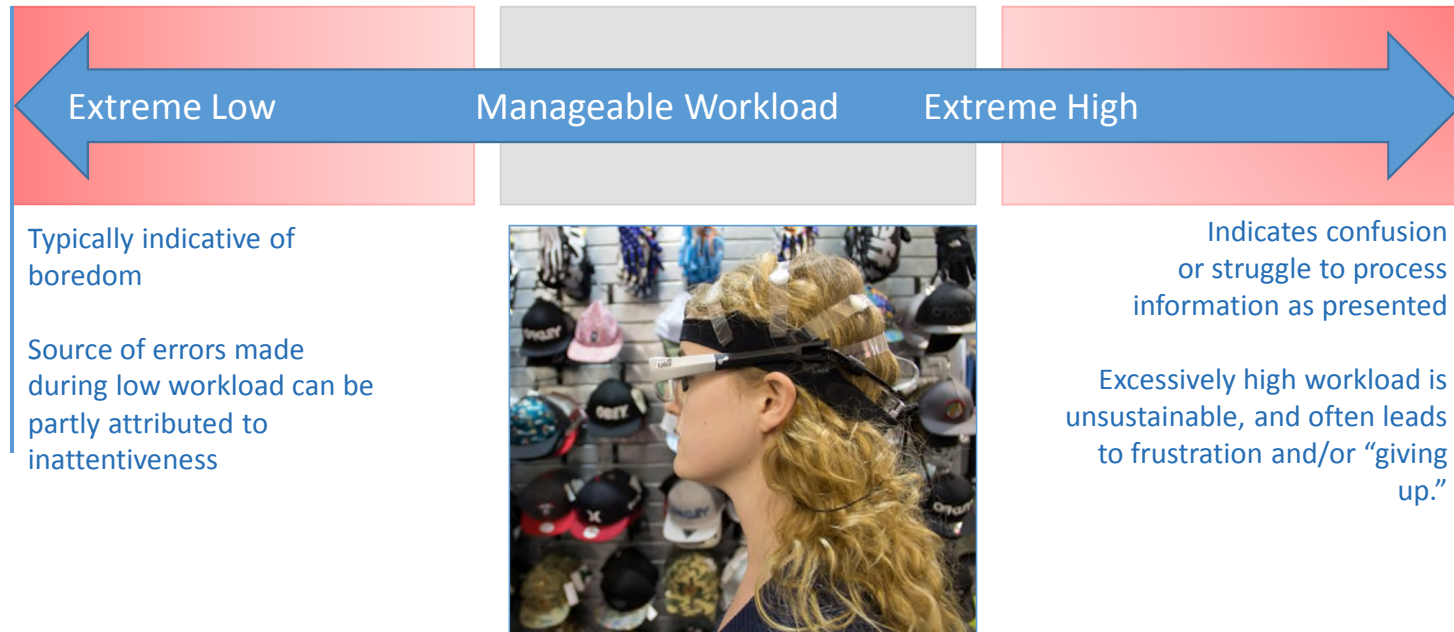 Extreme Low
Manageable Workload
Extreme High
Typically indicative of
boredom
Source of errors made
during low workload can be
partly attributed to
inattentiveness
OBEY
OAKLEY
Indicates confusion
or struggle to process
information as presented
Excessively high workload is
unsustainable, and often leads
to frustration and/or “giving
up.”